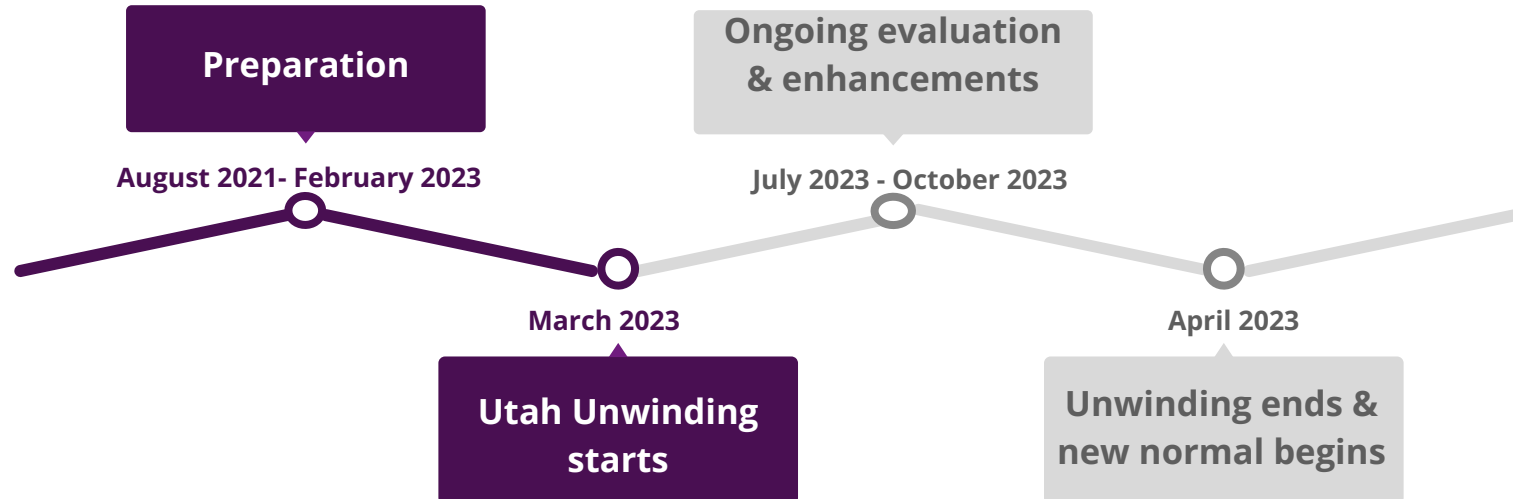 Preparation
August 2021- February 2023
March 2023
Utah Unwinding
starts
Ongoing evaluation
& enhancements
July 2023 - October 2023
April 2023
Unwinding ends &
new normal begins